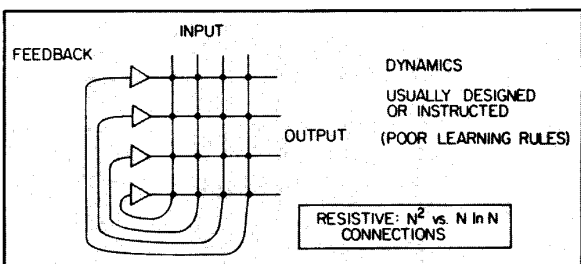 INPUT
FEEDBACK
DYNAMICS
USUALLY DESIGNED
OR INSTRUCTED
OUTPUT
(POOR LEARNING RULES)
RESISTIVE: N² vs. N ln N
CONNECTIONS